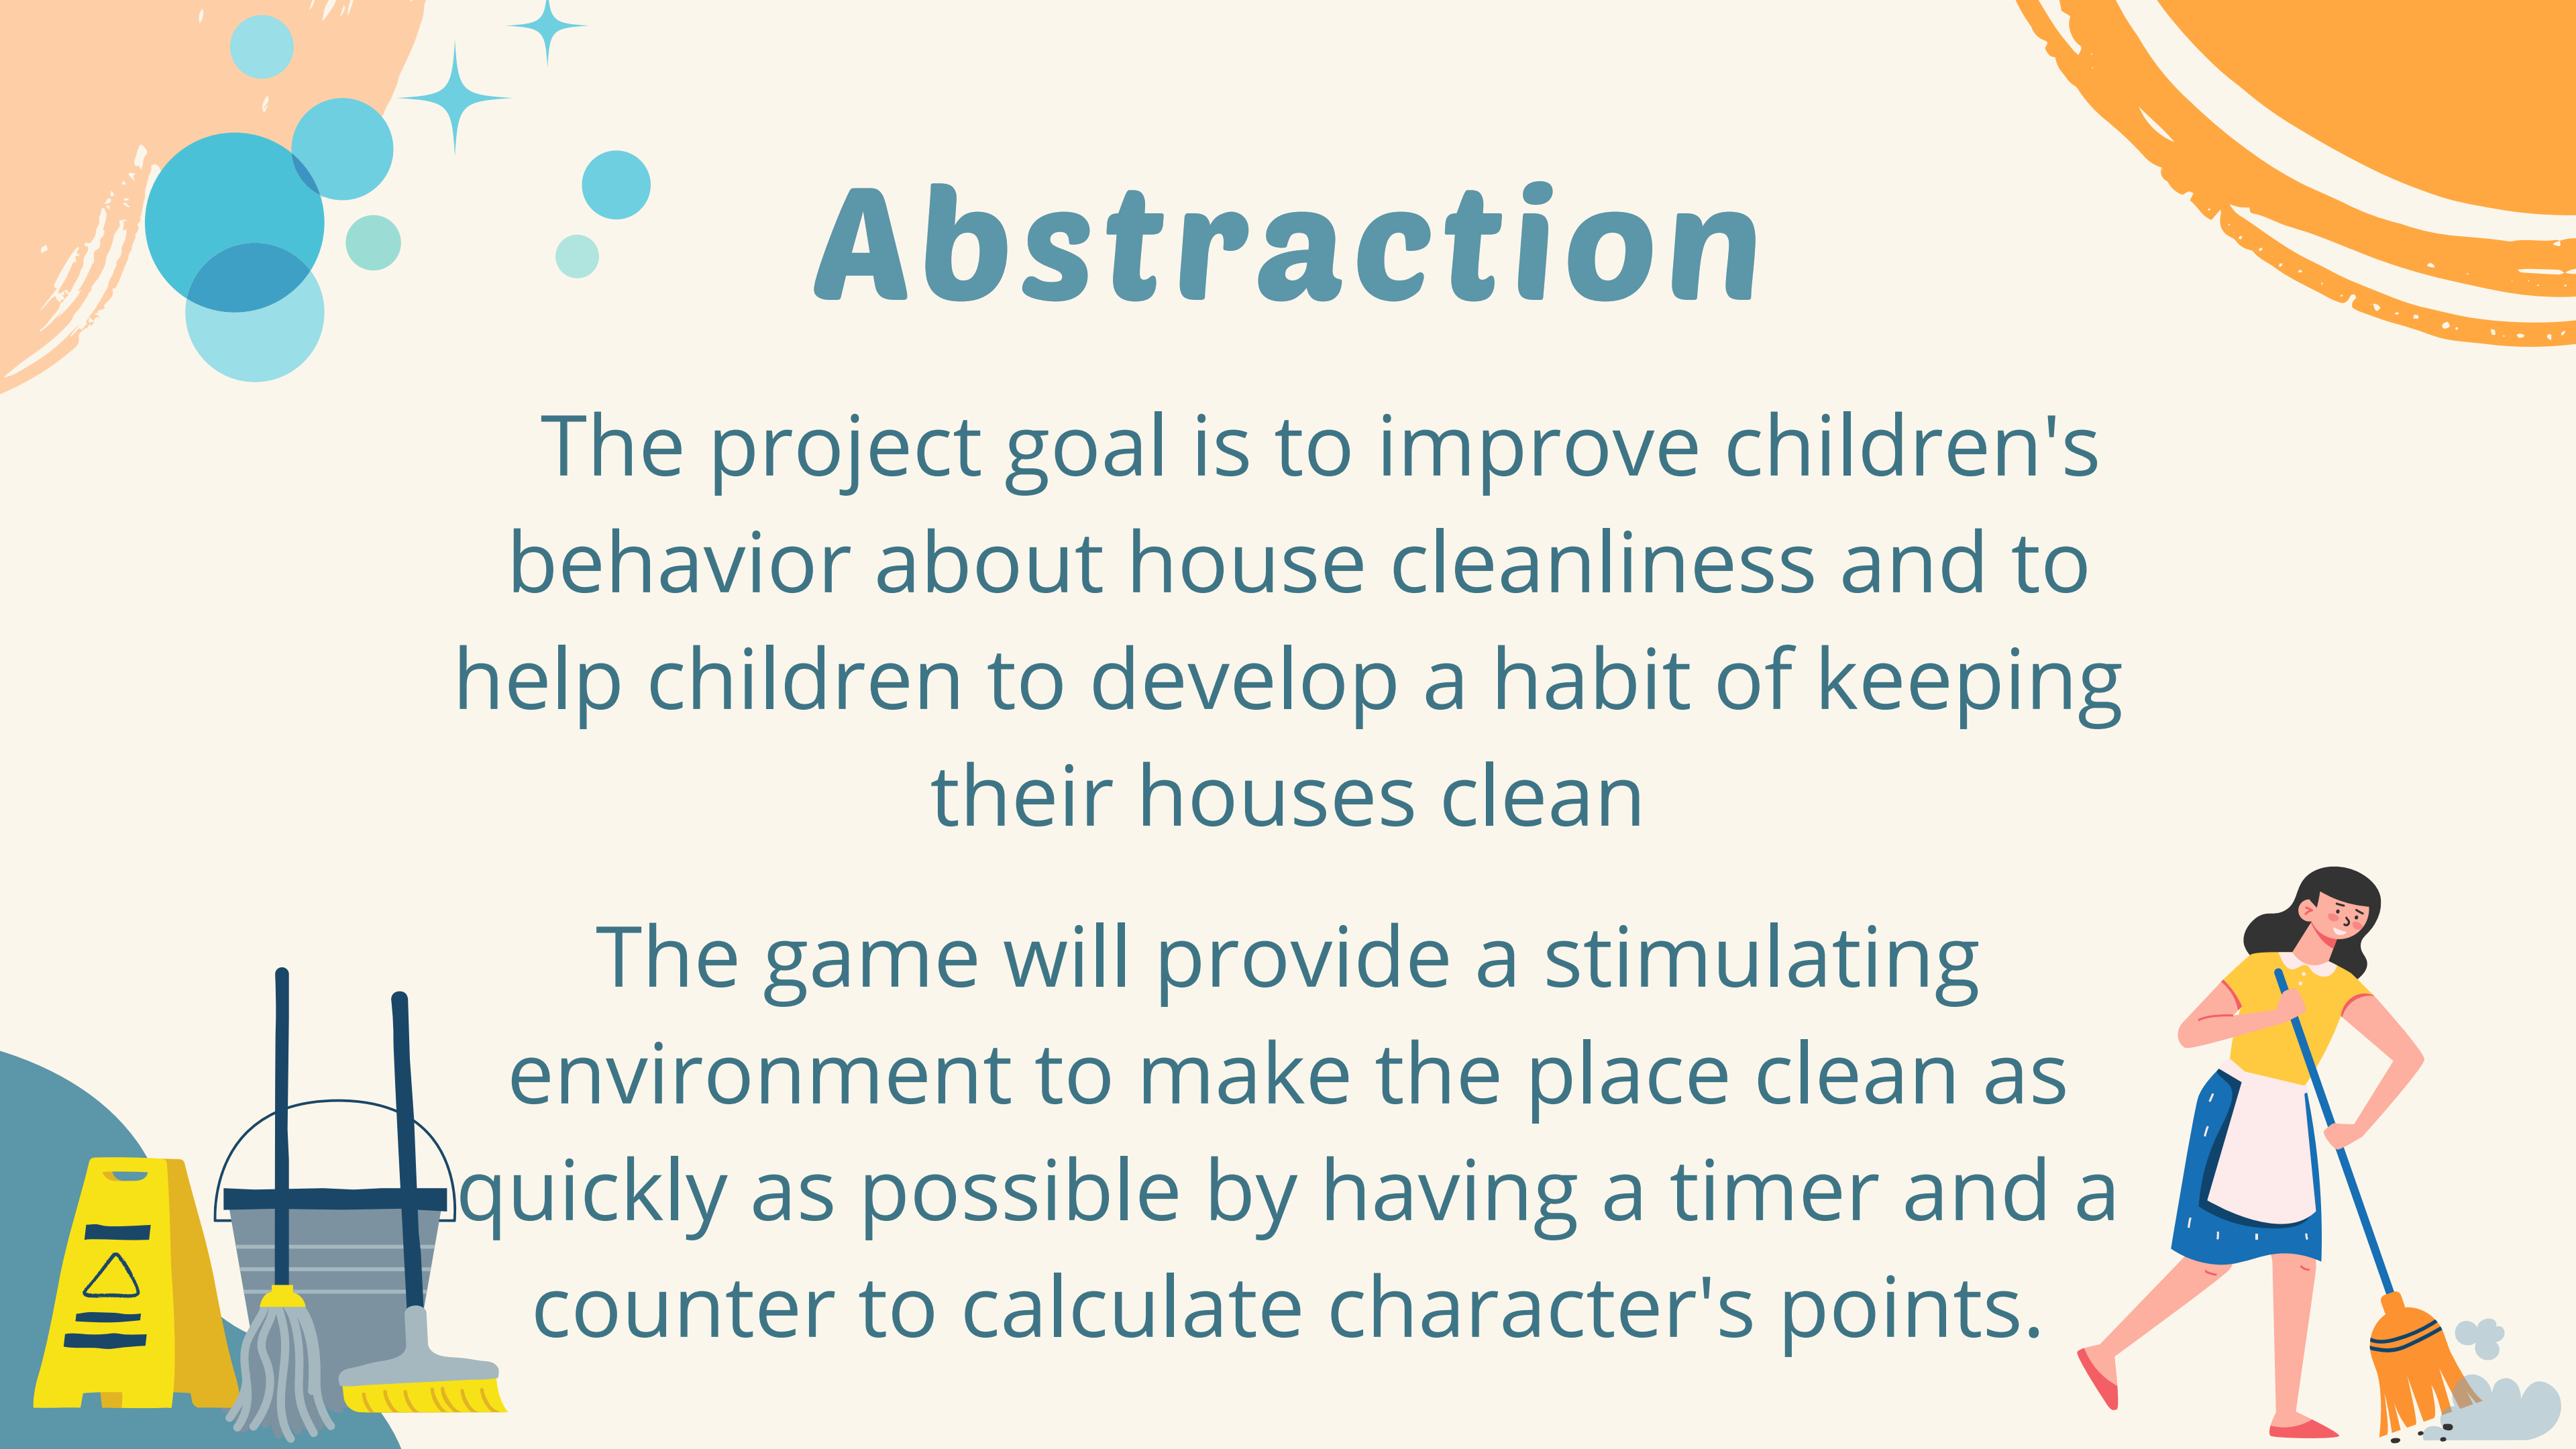 Abstraction
The project goal is to improve children's
behavior about house cleanliness and to
help children to develop a habit of keeping
their houses clean
The game will provide a stimulating
environment to make the place clean as
quickly as possible by having a timer and a
counter to calculate character's points.